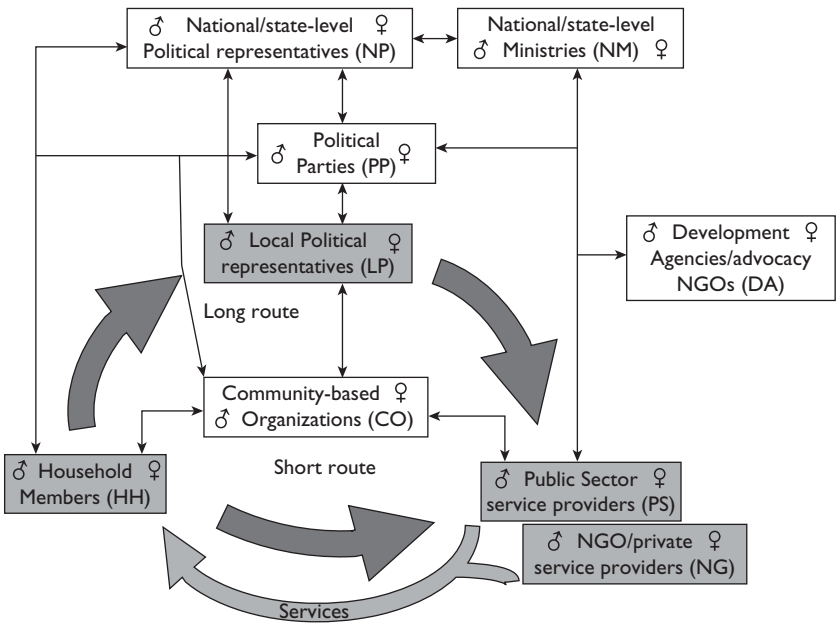 ♂ National/state-level ♀
Political representatives (NP)
National/state-level
♂ Ministries (NM) ♀
♂ Political ♀
Parties (PP)
♂ Local Political ♀
representatives (LP)
♂ Development ♀
Agencies/advocacy
NGOs (DA)
Long route
Community-based ♀
♂ Organizations (CO)
♂ Household ♀
Members (HH)
Short route
♂ Public Sector ♀
service providers (PS)
♂ NGO/private ♀
service providers (NG)
Services